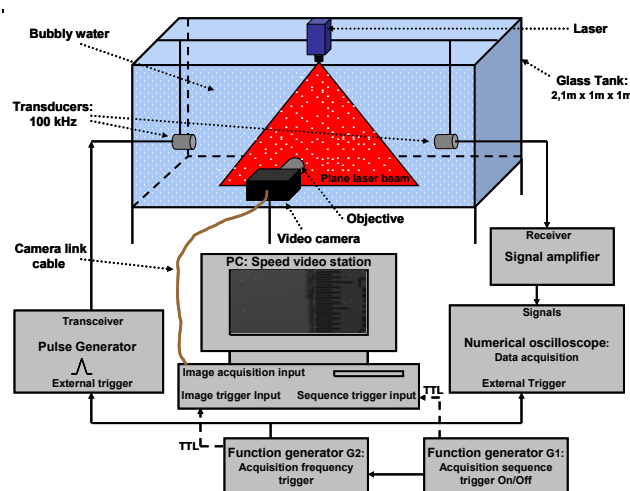 Bubbly water
Laser
Glass Tank:
2,1m x 1m x 1m
Transducers:
100 kHz
Plane laser beam
Objective
Video camera
Camera link
cable
PC: Speed video station
Receiver
Signal amplifier
Transceiver
Pulse Generator
External trigger
Signals
Numerical oscilloscope:
Data acquisition
External Trigger
Image acquisition input
Image trigger Input
Sequence trigger input
TTL
TTL
Function generator G2:
Acquisition frequency
trigger
Function generator G1:
Acquisition sequence
trigger On/Off